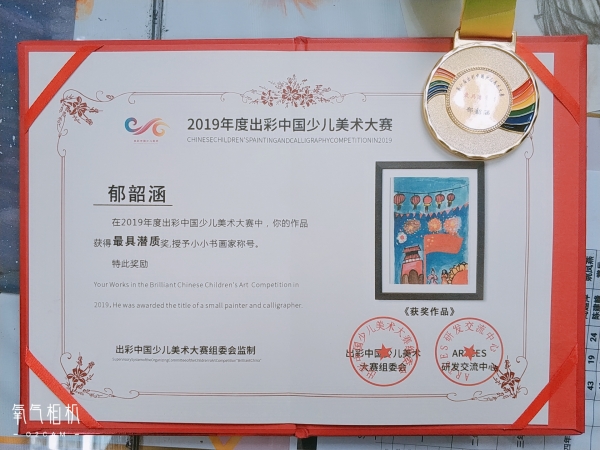 2019年度出彩中国少儿美术大赛
CHINESECHILDREN'SPAINTINGANDCALLIGRAPHYCOMPETITIONIN2019
郁韶涵
在2019年度出彩中国少儿美术大赛中，你的作品
获得最具潜质奖,授予小小书画家称号。
特此奖励
Your Works in the Brilliant Chinese Children's Art Competition in
2019, He was awarded the title of a small painter and calligrapher
出彩中国少儿美术大赛组委会监制
《获奖作品》
出彩中国少儿美术
大赛组委会
研发交流中心
氧气相机
O2CAM